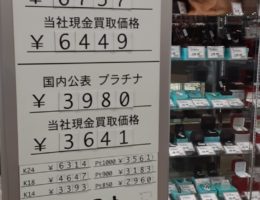 当社現金買取価格
¥ 6449
国内公表 プラチナ
¥ 3980
当社現金買取価格
¥ 3641
K24 ¥ 6314 Pt1000 ¥ 3561
K18 ¥ 4647 Pt900 ¥ 3183
K14 ¥ 3393 Pt850 ¥ 2960